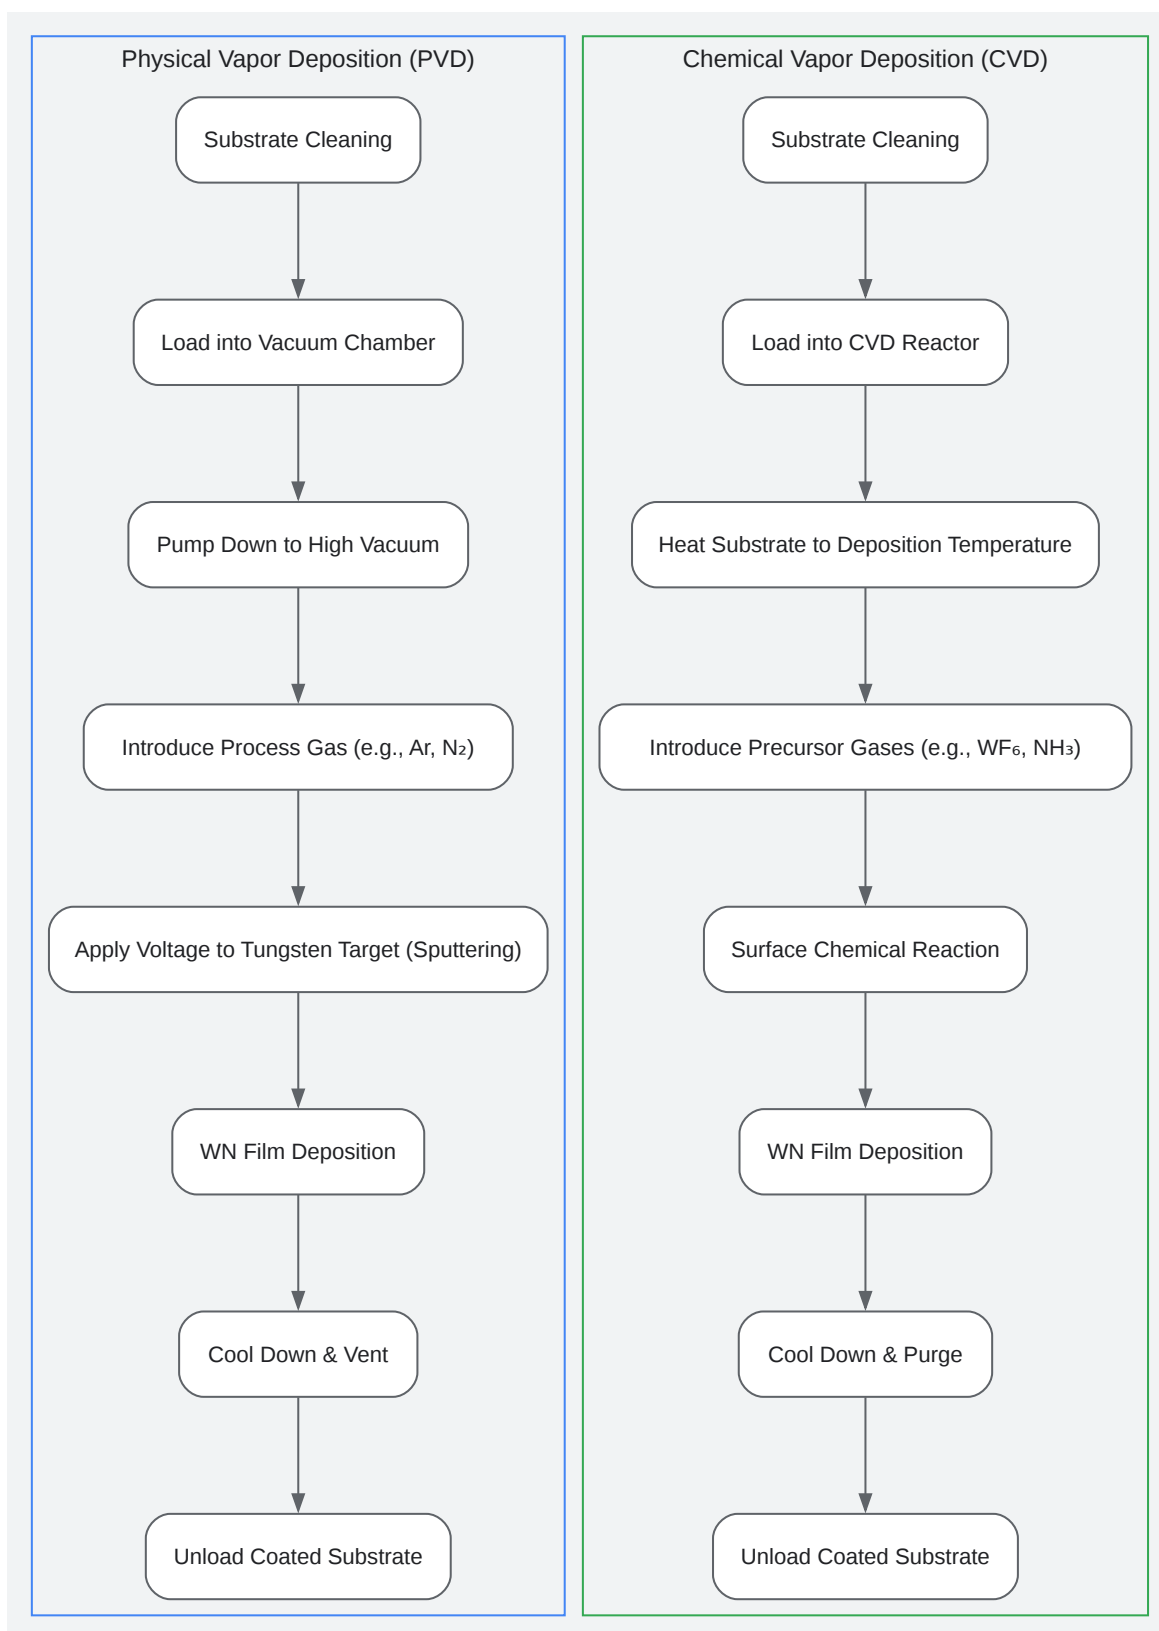 Physical Vapor Deposition (PVD)
Substrate Cleaning
Load into Vacuum Chamber
Pump Down to High Vacuum
Introduce Process Gas (e.g., Ar, N₂)
Apply Voltage to Tungsten Target (Sputtering)
WN Film Deposition
Cool Down & Vent
Unload Coated Substrate
Chemical Vapor Deposition (CVD)
Substrate Cleaning
Load into CVD Reactor
Heat Substrate to Deposition Temperature
Introduce Precursor Gases (e.g., WF₆, NH₃)
Surface Chemical Reaction
WN Film Deposition
Cool Down & Purge
Unload Coated Substrate